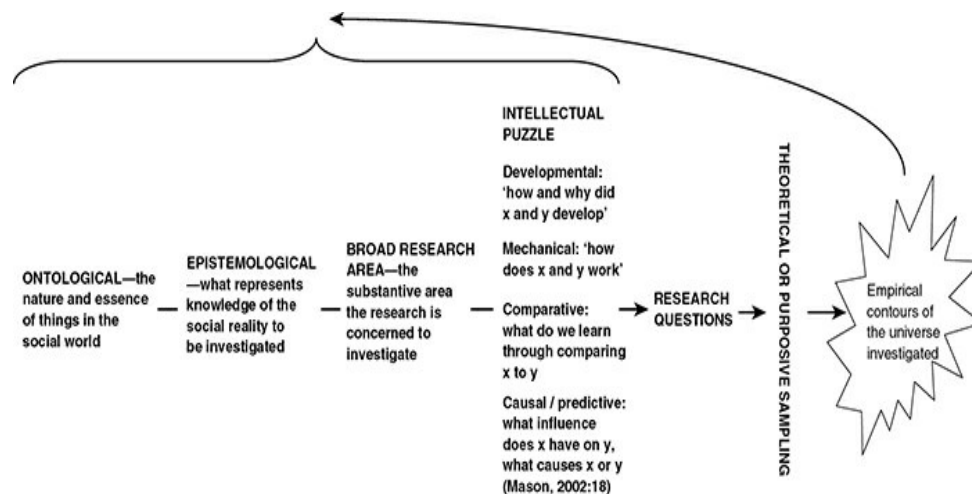 ONTOLOGICAL—the
nature and essence
of things in the
social world
EPISTEMOLOGICAL
—what represents
knowledge of the
social reality to
be investigated
BROAD RESEARCH
AREA—the
substantive area
the research is
concerned to
investigate
INTELLECTUAL
PUZZLE
Developmental:
‘how and why did
x and y develop’
Mechanical: ‘how
does x and y work’
Comparative:
what do we learn
through comparing
x to y
Causal / predictive:
what influence
does x have on y,
what causes x or y
(Mason, 2002:18)
RESEARCH
QUESTIONS
THEORETICAL OR PURPOSIVE SAMPLING
Empirical
contours of
the universe
investigated